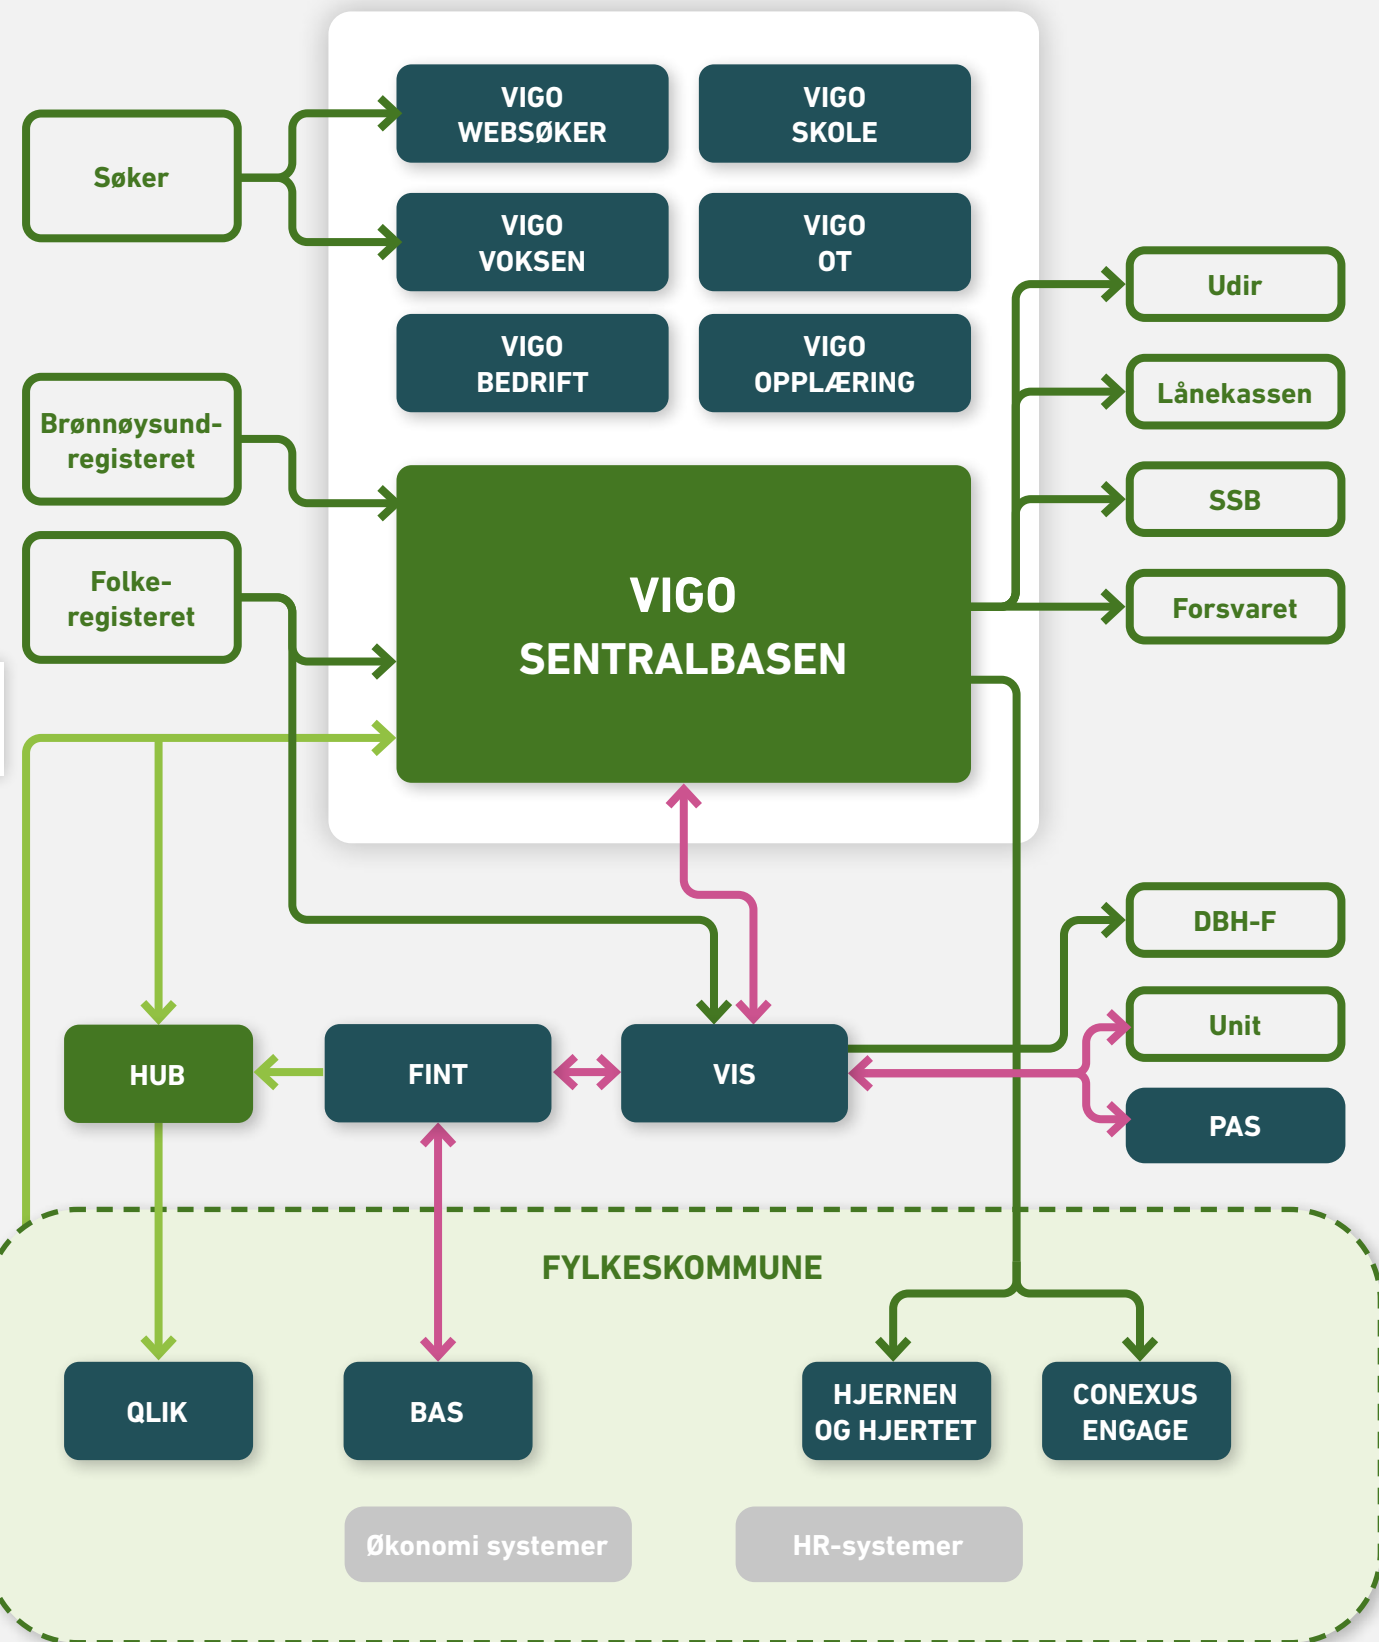 VIGO
WEBSØKER
VIGO
SKOLE
Søker
VIGO
VOKSEN
VIGO
OT
Udir
VIGO
BEDRIFT
VIGO
OPPLÆRING
Lånekassen
Brønnøysund-
registeret
SSB
Folke-
registeret
VIGO
SENTRALBASEN
Forsvaret
DBH-F
Unit
HUB
FINT
VIS
PAS
FYLKESKOMMUNE
QLIK
BAS
HJERNEN
OG HJERTET
CONEXUS
ENGAGE
Økonomi systemer
HR-systemer